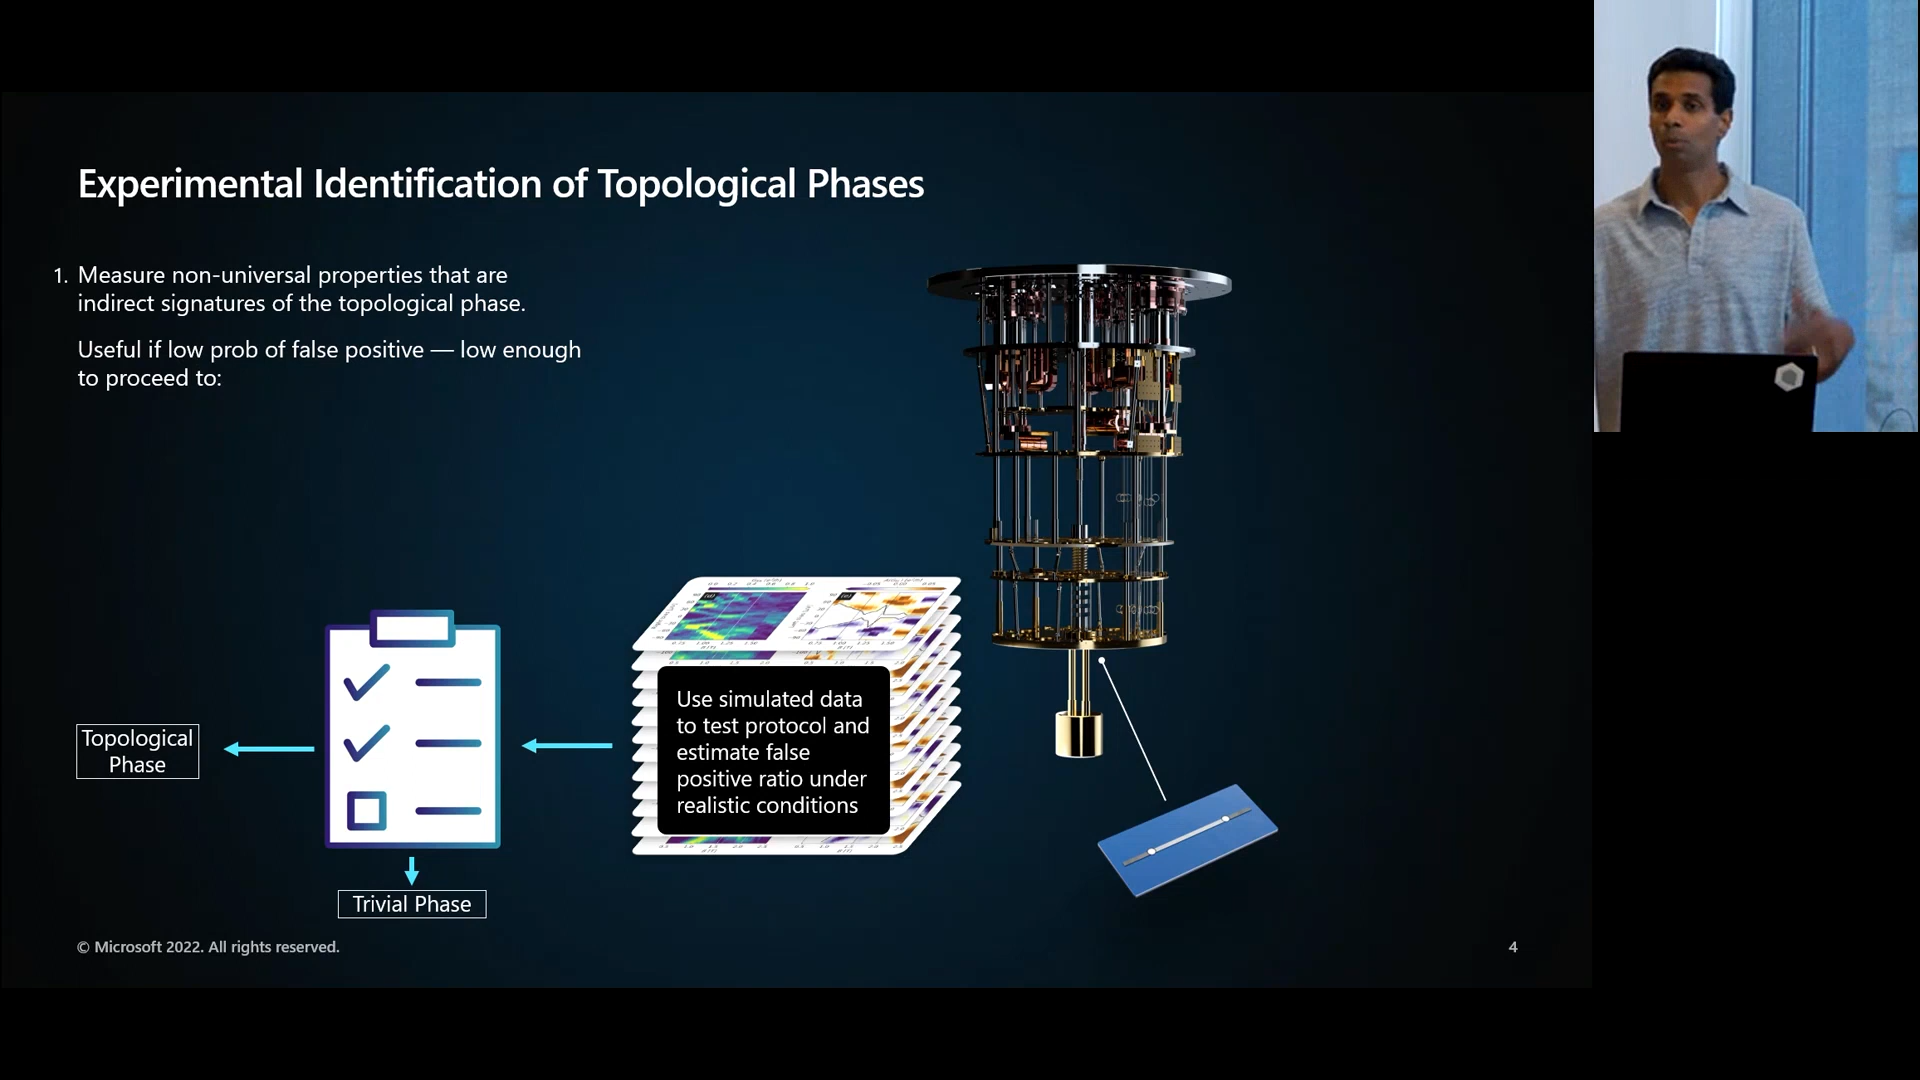 Experimental Identification of Topological Phases
1. Measure non-universal properties that are
indirect signatures of the topological phase.
Useful if low prob of false positive — low enough
to proceed to:
Use simulated data
to test protocol and
estimate false
positive ratio under
realistic conditions
Topological
Phase
Trivial Phase
© Microsoft 2022. All rights reserved.
4